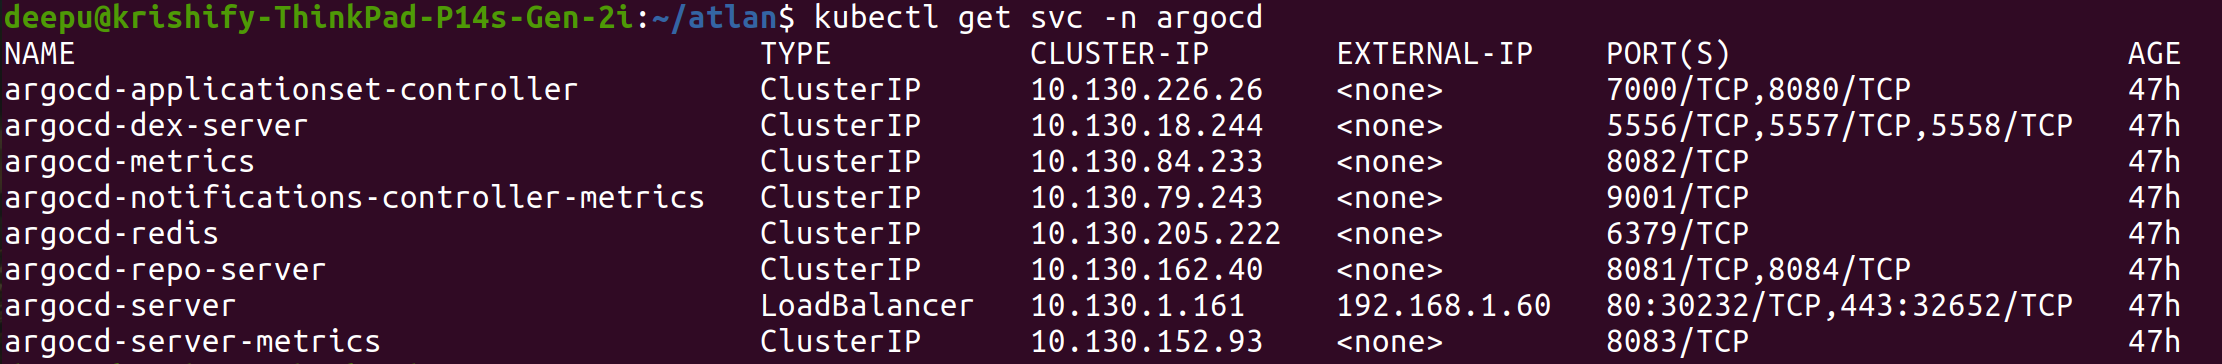 deepu@krishify-ThinkPad-P14s-Gen-2i:~/atlan$ kubectl get svc -n argocd
NAME TYPE CLUSTER-IP EXTERNAL-IP PORT(S) AGE
argocd-applicationset-controller ClusterIP 10.130.226.26 <none> 7000/TCP,8080/TCP 47h
argocd-dex-server ClusterIP 10.130.18.244 <none> 5556/TCP,5557/TCP,5558/TCP 47h
argocd-metrics ClusterIP 10.130.84.233 <none> 8082/TCP 47h
argocd-notifications-controller-metrics ClusterIP 10.130.79.243 <none> 9001/TCP 47h
argocd-redis ClusterIP 10.130.205.222 <none> 6379/TCP 47h
argocd-repo-server ClusterIP 10.130.162.40 <none> 8081/TCP,8084/TCP 47h
argocd-server LoadBalancer 10.130.1.161 192.168.1.60 80:30232/TCP,443:32652/TCP 47h
argocd-server-metrics ClusterIP 10.130.152.93 <none> 8083/TCP 47h